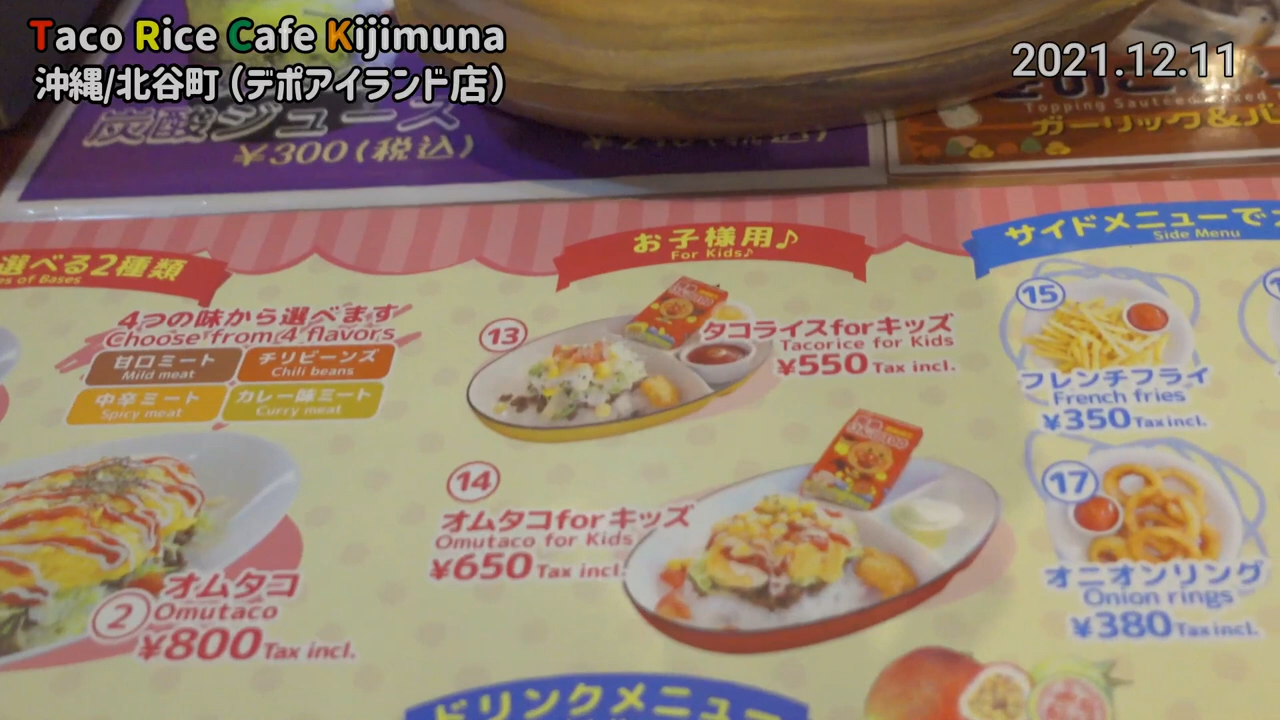 Taco Rice Cafe Kijimuna
沖縄/北谷町（デポアイランド店）
2021.12.11
炭酸ジュース
¥300(税込)
Topping Sautéed Mixed
ガーリック&バ
選べる2種類
es of Bases
4つの味から選べます
Choose from 4 flavors
甘口ミート
Mild meat
チリビーンズ
Chili beans
中辛ミート
Spicy meat
カレー味ミート
Curry meat
2
オムタコ
Omutaco
¥800 Tax incl.
お子様用♪
For Kids♪
13
タコライスforキッズ
Tacorice for Kids
¥550 Tax incl.
14
オムタコforキッズ
Omutaco for Kids
¥650 Tax incl.
サイドメニューで
Side Menu
15
フレンチフライ
French fries
¥350 Tax incl.
17
オニオンリング
Onion rings
¥380 Tax incl.
ドリンクメニュー